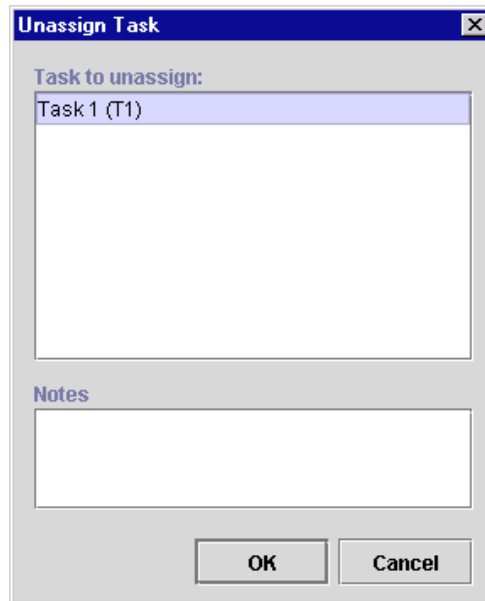 Unassign Task
Task to unassign:
Task 1 (T1)
Notes
OK Cancel